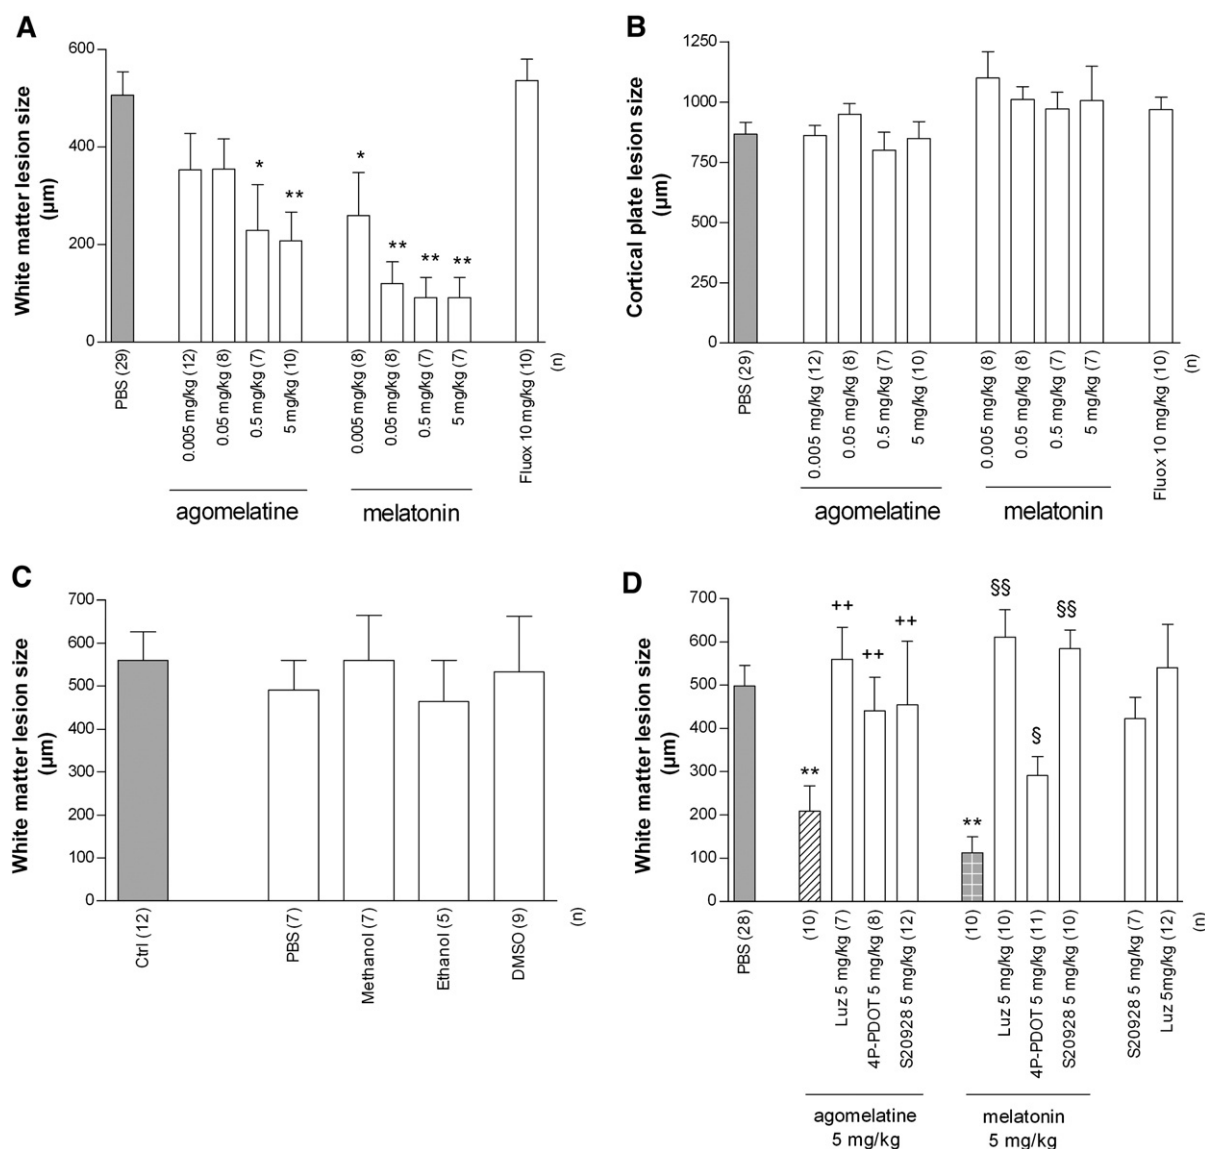 A
White matter lesion size
(µm)
600
400
200
0
*
**
*
**
**
**
PBS (29)
0.005 mg/kg (12)
0.05 mg/kg (8)
0.5 mg/kg (7)
5 mg/kg (10)
0.005 mg/kg (8)
0.05 mg/kg (8)
0.5 mg/kg (7)
5 mg/kg (7)
Fluox 10 mg/kg (10)
(n)
agomelatine
melatonin
B
Cortical plate lesion size
(µm)
1250
1000
750
500
250
0
PBS (29)
0.005 mg/kg (12)
0.05 mg/kg (8)
0.5 mg/kg (7)
5 mg/kg (10)
0.005 mg/kg (8)
0.05 mg/kg (8)
0.5 mg/kg (7)
5 mg/kg (7)
Fluox 10 mg/kg (10)
(n)
agomelatine
melatonin
C
White matter lesion size
(µm)
700
600
500
400
300
200
100
0
Ctrl (12)
PBS (7)
Methanol (7)
Ethanol (5)
DMSO (9)
(n)
D
White matter lesion size
(µm)
700
600
500
400
300
200
100
0
**
++
++
++
**
§§
§
§§
PBS (28)
(10)
Luz 5 mg/kg (7)
4P-PDOT 5 mg/kg (8)
S20928 5 mg/kg (12)
(10)
Luz 5 mg/kg (10)
4P-PDOT 5 mg/kg (11)
S20928 5 mg/kg (10)
S20928 5 mg/kg (7)
Luz 5mg/kg (12)
(n)
agomelatine
5 mg/kg
melatonin
5 mg/kg